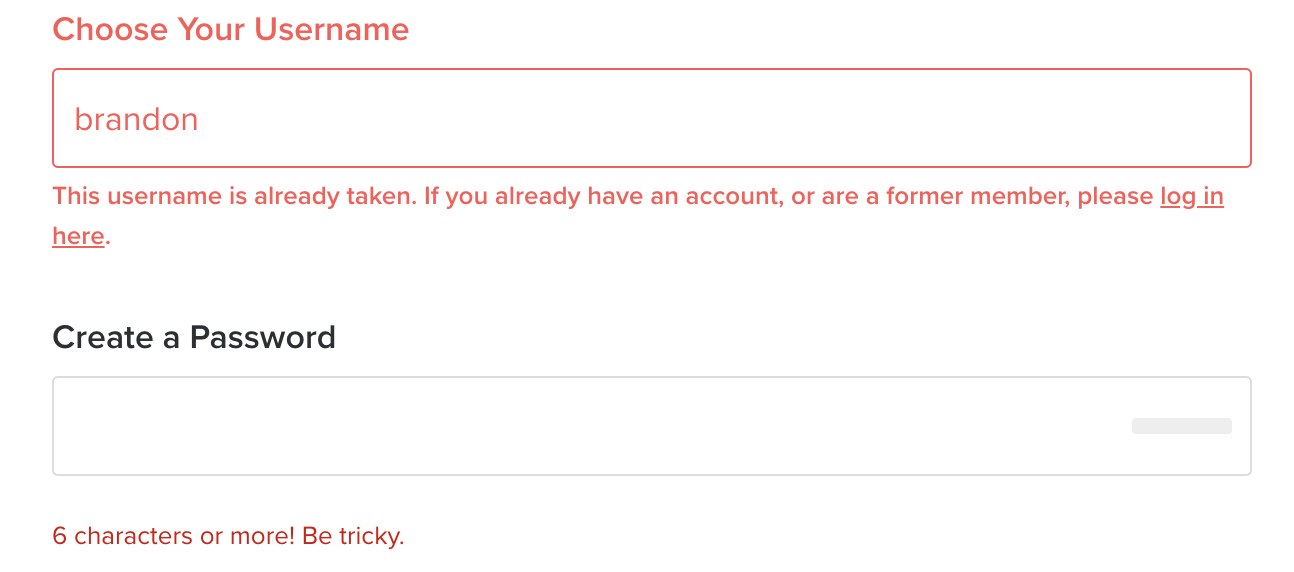 Choose Your Username
brandon
This username is already taken. If you already have an account, or are a former member, please log in
here.
Create a Password
6 characters or more! Be tricky.